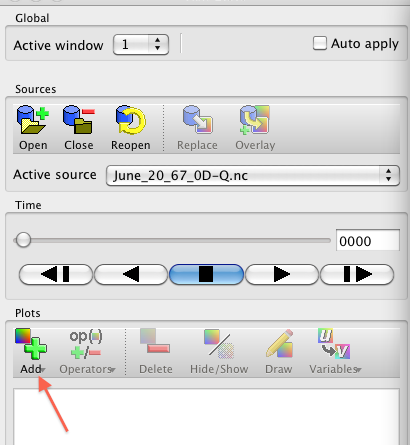 Global
Active window 1 Auto apply
Sources
Open Close Reopen Replace Overlay
Active source June_20_67_0D-Q.nc
Time
0000
Plots
op(↓)
+/-
u
v
Add Operators Delete Hide/Show Draw Variables